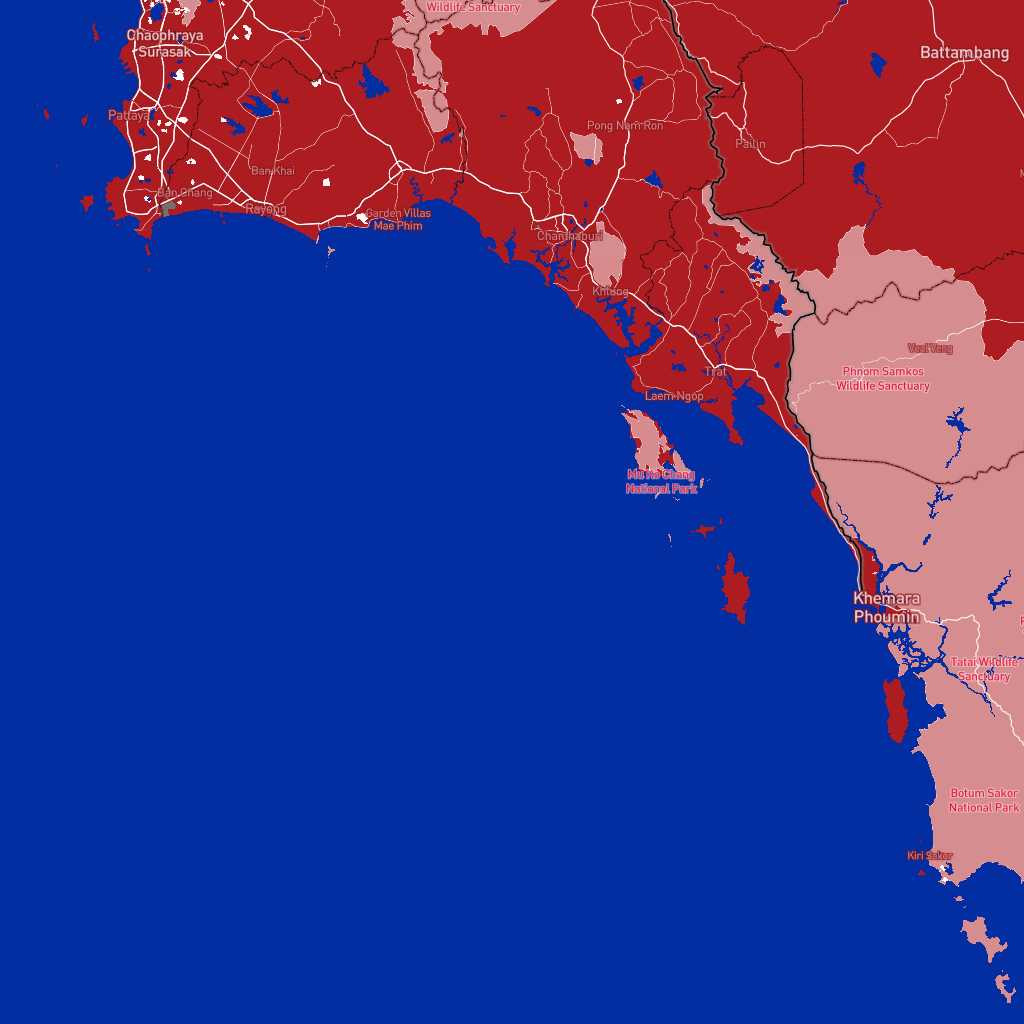 Wildlife Sanctuary
Chaophraya
Surasak
Battambang
Pattaya
Pong Nam Ron
Pailin
Ban Khai
Ban Chang
Rayong
Garden Villas
Mae Phim
Chanthaburi
Khlung
Veal Veng
Phnom Samkos
Wildlife Sanctuary
Trat
Laem Ngop
Mu Ko Chang
National Park
Khemara
Phoumin
Tatai Wildlife
Sanctuary
Botum Sakor
National Park
Kiri Sakor